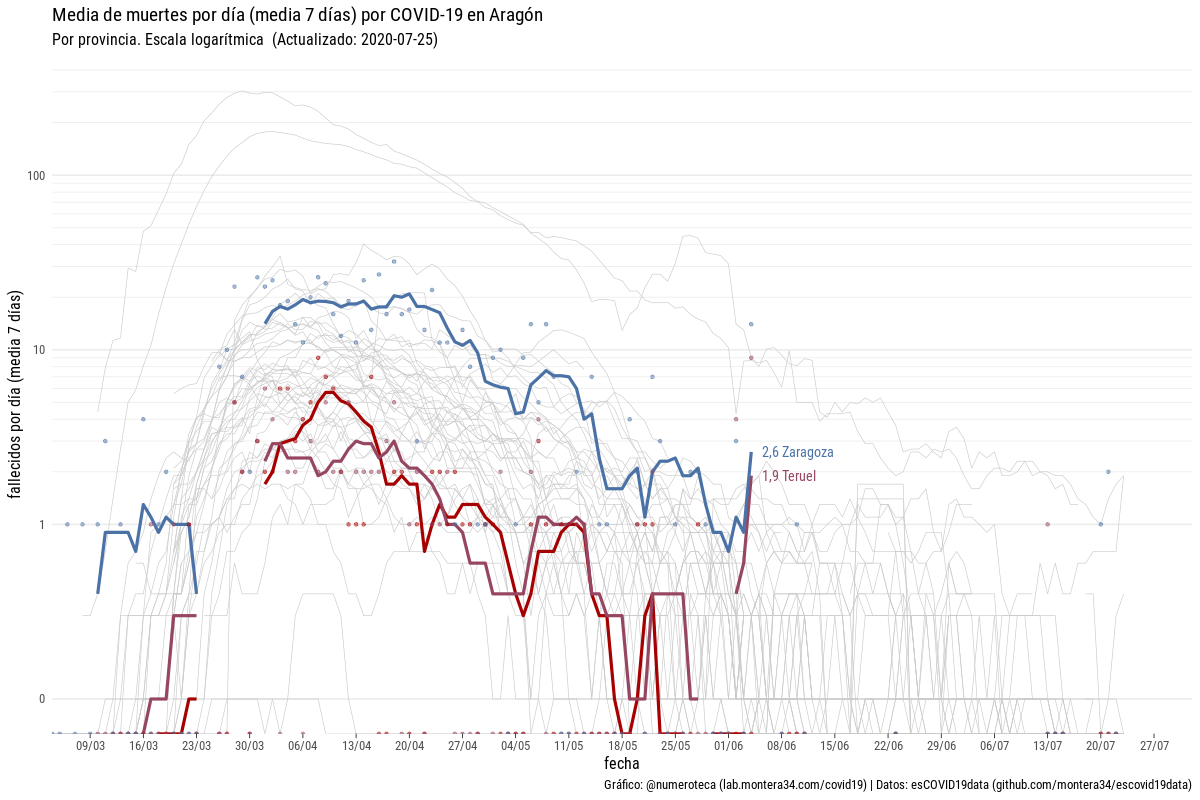 Media de muertes por día (media 7 días) por COVID-19 en Aragón
Por provincia. Escala logarítmica  (Actualizado: 2020-07-25)
fallecidos por día (media  7 días)
100
10
1
0
2,6 Zaragoza
1,9 Teruel
09/03 16/03 23/03 30/03 06/04 13/04 20/04 27/04 04/05 11/05 18/05 25/05 01/06 08/06 15/06 22/06 29/06 06/07 13/07 20/07 27/07
fecha
Gráfico: @numeroteca (lab.montera34.com/covid19) | Datos: esCOVID19data (github.com/montera34/escovid19data)